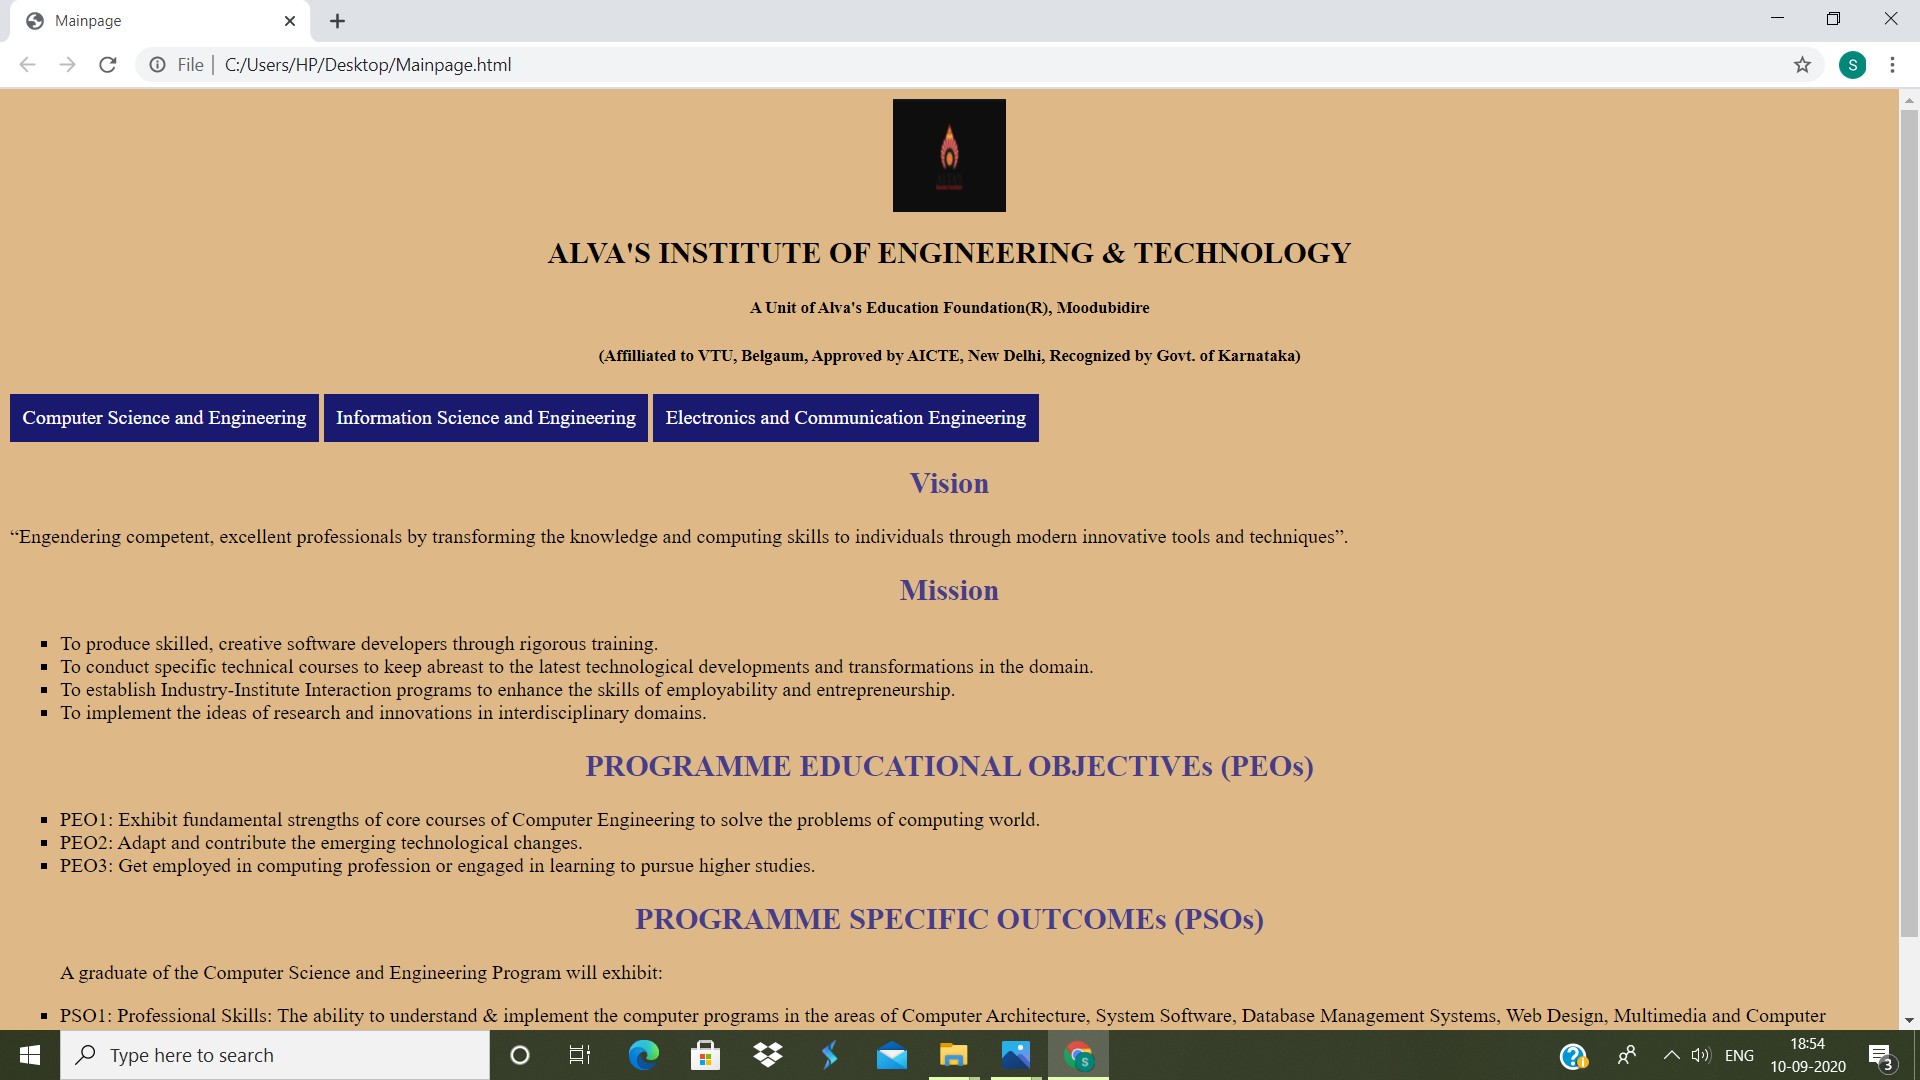 Mainpage
File | C:/Users/HP/Desktop/Mainpage.html
S
ALVA'S INSTITUTE OF ENGINEERING & TECHNOLOGY
A Unit of Alva's Education Foundation(R), Moodubidire
(Affilliated to VTU, Belgaum, Approved by AICTE, New Delhi, Recognized by Govt. of Karnataka)
Computer Science and Engineering Information Science and Engineering Electronics and Communication Engineering
Vision
“Engendering competent, excellent professionals by transforming the knowledge and computing skills to individuals through modern innovative tools and techniques”.
Mission
To produce skilled, creative software developers through rigorous training.
To conduct specific technical courses to keep abreast to the latest technological developments and transformations in the domain.
To establish Industry-Institute Interaction programs to enhance the skills of employability and entrepreneurship.
To implement the ideas of research and innovations in interdisciplinary domains.
PROGRAMME EDUCATIONAL OBJECTIVEs (PEOs)
PEO1: Exhibit fundamental strengths of core courses of Computer Engineering to solve the problems of computing world.
PEO2: Adapt and contribute the emerging technological changes.
PEO3: Get employed in computing profession or engaged in learning to pursue higher studies.
PROGRAMME SPECIFIC OUTCOMEs (PSOs)
A graduate of the Computer Science and Engineering Program will exhibit:
PSO1: Professional Skills: The ability to understand & implement the computer programs in the areas of Computer Architecture, System Software, Database Management Systems, Web Design, Multimedia and Computer
Type here to search
S
ENG
18:54
10-09-2020
3